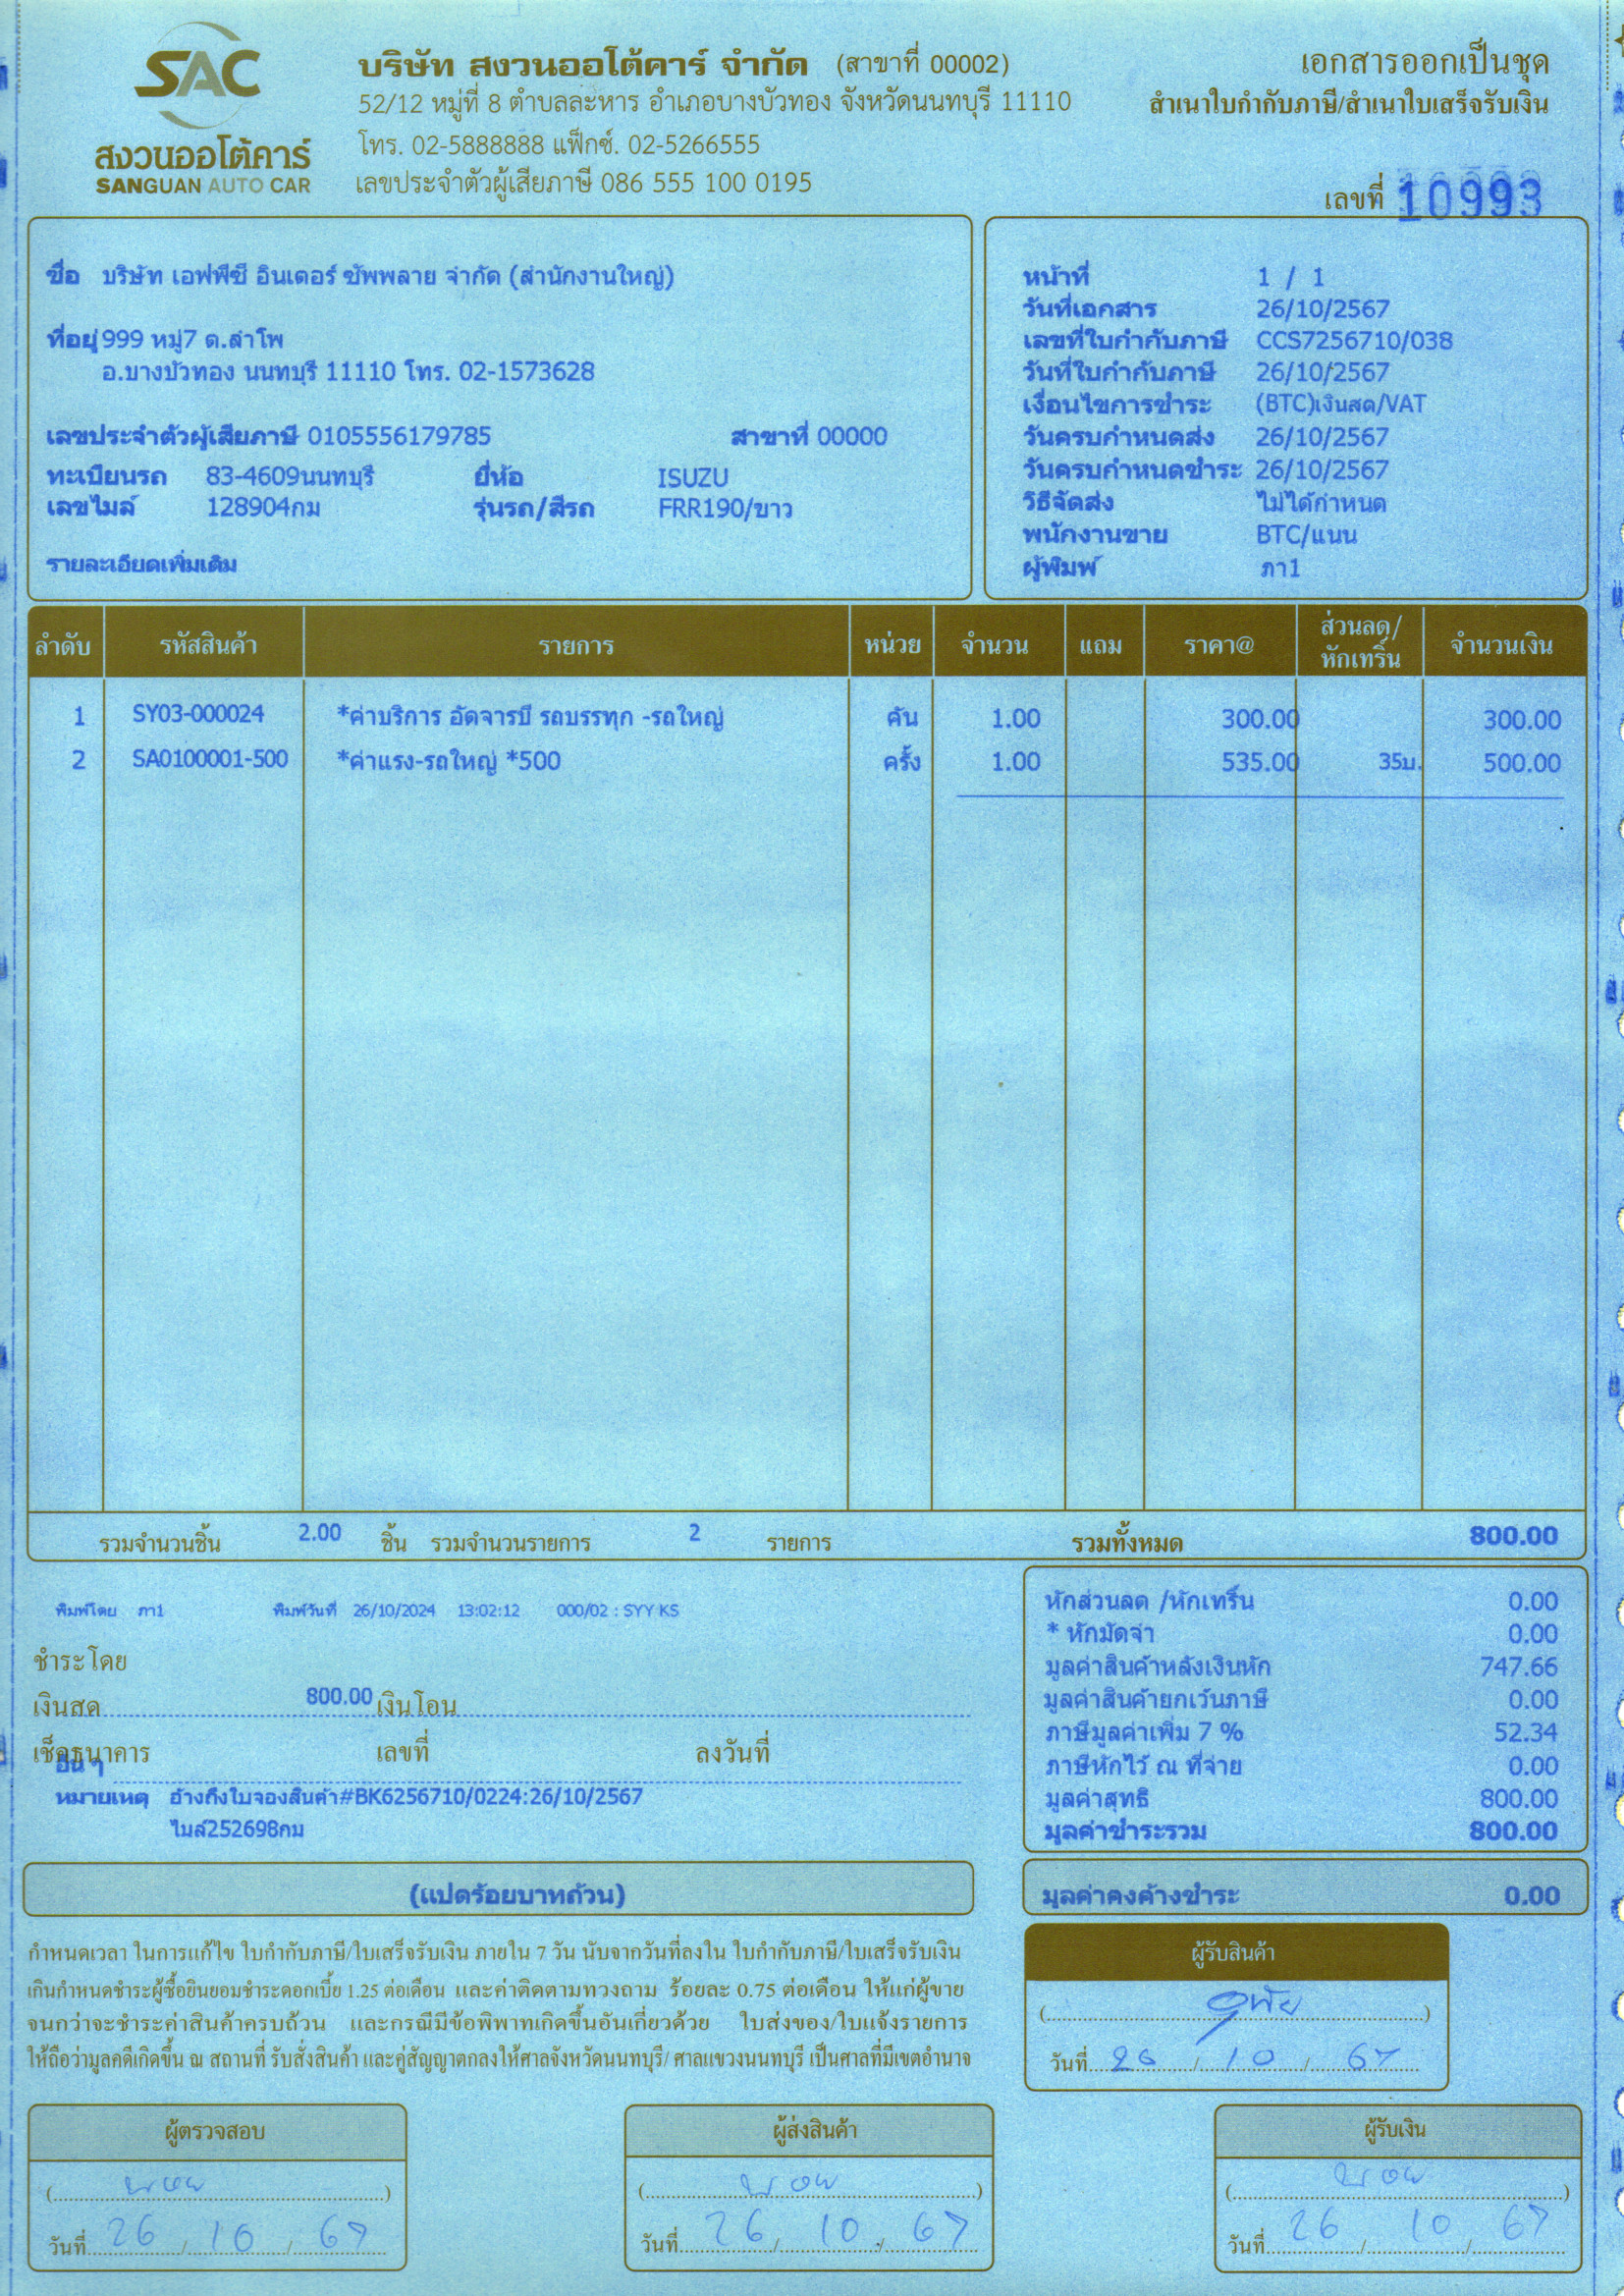 SAC
สงวนออโต้คาร์
SANGUAN AUTO CAR
บริษัท สงวนออโต้คาร์ จำกัด (สาขาที่ 00002)
52/12 หมู่ที่ 8 ตำบลละหาร อำเภอบางบัวทอง จังหวัดนนทบุรี 11110
โทร. 02-5888888 แฟ็กซ์. 02-5266555
เลขประจำตัวผู้เสียภาษี 086 555 100 0195
เอกสารออกเป็นชุด
สำเนาใบกำกับภาษี/สำเนาใบเสร็จรับเงิน
เลขที่ 10993
ชื่อ บริษัท เอฟพีซี อินเตอร์ ซัพพลาย จำกัด (สำนักงานใหญ่)
ที่อยู่ 999 หมู่7 ต.ลำโพ
อ.บางบัวทอง นนทบุรี 11110 โทร. 02-1573628
เลขประจำตัวผู้เสียภาษี 0105556179785 สาขาที่ 00000
ทะเบียนรถ 83-4609นนทบุรี ยี่ห้อ ISUZU
เลขไมล์ 128904กม รุ่นรถ/สีรถ FRR190/ขาว
รายละเอียดเพิ่มเติม
หน้าที่ 1 / 1
วันที่เอกสาร 26/10/2567
เลขที่ใบกำกับภาษี CCS7256710/038
วันที่ใบกำกับภาษี 26/10/2567
เงื่อนไขการชำระ (BTC)เงินสด/VAT
วันครบกำหนดส่ง 26/10/2567
วันครบกำหนดชำระ 26/10/2567
วิธีจัดส่ง ไม่ได้กำหนด
พนักงานขาย BTC/แนน
ผู้พิมพ์ ภา1
ลำดับ รหัสสินค้า รายการ หน่วย จำนวน แถม ราคา@ ส่วนลด/หักเทริ์น จำนวนเงิน
1 SY03-000024 *ค่าบริการ อัดจารบี รถบรรทุก -รถใหญ่ คัน 1.00 300.00 300.00
2 SA0100001-500 *ค่าแรง-รถใหญ่ *500 ครั้ง 1.00 535.00 35บ. 500.00
รวมจำนวนชิ้น 2.00 ชิ้น รวมจำนวนรายการ 2 รายการ รวมทั้งหมด 800.00
พิมพ์โดย ภา1 พิมพ์วันที่ 26/10/2024 13:02:12 000/02 : SYY KS
ชำระโดย
เงินสด 800.00 เงินโอน
เช็คธนาคาร เลขที่ ลงวันที่
อื่นๆ
หมายเหตุ อ้างถึงใบจองสินค้า#BK6256710/0224:26/10/2567
ไมล์252698กม
หักส่วนลด /หักเทริ์น 0.00
* หักมัดจำ 0.00
มูลค่าสินค้าหลังเงินหัก 747.66
มูลค่าสินค้ายกเว้นภาษี 0.00
ภาษีมูลค่าเพิ่ม 7 % 52.34
ภาษีหักไว้ ณ ที่จ่าย 0.00
มูลค่าสุทธิ 800.00
มูลค่าชำระรวม 800.00
(แปดร้อยบาทถ้วน)
มูลค่าคงค้างชำระ 0.00
กำหนดเวลา ในการแก้ไข ใบกำกับภาษี/ใบเสร็จรับเงิน ภายใน 7 วัน นับจากวันที่ลงใน ใบกำกับภาษี/ใบเสร็จรับเงิน
เกินกำหนดชำระผู้ซื้อยินยอมชำระดอกเบี้ย 1.25 ต่อเดือน และค่าติดตามทวงถาม ร้อยละ 0.75 ต่อเดือน ให้แก่ผู้ขาย
จนกว่าจะชำระค่าสินค้าครบถ้วน และกรณีมีข้อพิพาทเกิดขึ้นอันเกี่ยวด้วย ใบส่งของ/ใบแจ้งรายการ
ให้ถือว่ามูลคดีเกิดขึ้น ณ สถานที่ รับสั่งสินค้า และคู่สัญญาตกลงให้ศาลจังหวัดนนทบุรี/ ศาลแขวงนนทบุรี เป็นศาลที่มีเขตอำนาจ
ผู้รับสินค้า
วันที่ 26 / 10 / 67
ผู้ตรวจสอบ
วันที่ 26 / 10 / 67
ผู้ส่งสินค้า
วันที่ 26 / 10 / 67
ผู้รับเงิน
วันที่ 26 / 10 / 67